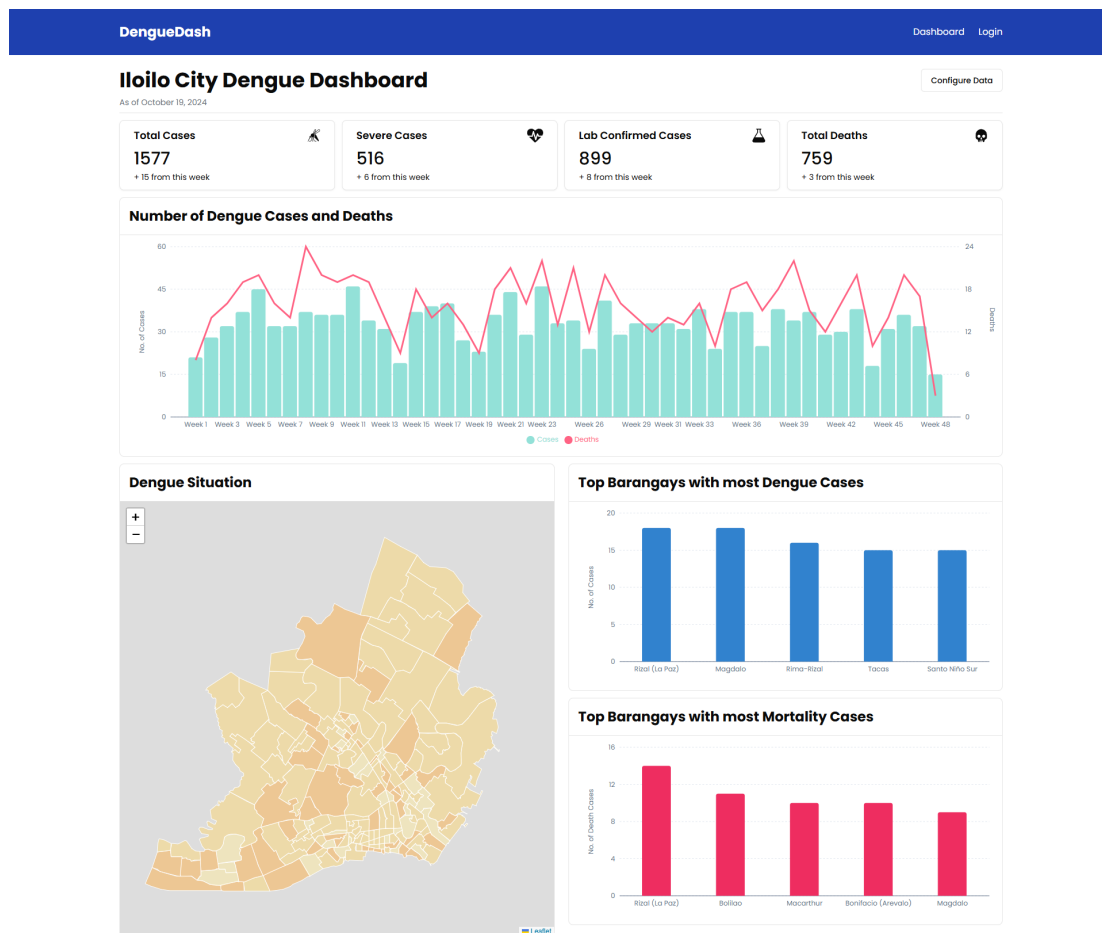 DengueDash
Dashboard Login
Iloilo City Dengue Dashboard
Configure Data
As of October 19, 2024
Total Cases
1577
+ 15 from this week
Severe Cases
516
+ 6 from this week
Lab Confirmed Cases
899
+ 8 from this week
Total Deaths
759
+ 3 from this week
Number of Dengue Cases and Deaths
No. of Cases
60
45
30
15
0
24
18
12
6
0
Deaths
Week 1 Week 3 Week 5 Week 7 Week 9 Week 11 Week 13 Week 15 Week 17 Week 19 Week 21 Week 23 Week 26 Week 29 Week 31 Week 33 Week 36 Week 39 Week 42 Week 45 Week 48
Cases Deaths
Dengue Situation
+
−
Leaflet
Top Barangays with most Dengue Cases
No. of Cases
20
15
10
5
0
Rizal (La Paz) Magdalo Rima-Rizal Tacas Santo Niño Sur
Top Barangays with most Mortality Cases
No. of Death Cases
16
12
8
4
0
Rizal (La Paz) Bolilao Macarthur Bonifacio (Arevalo) Magdalo